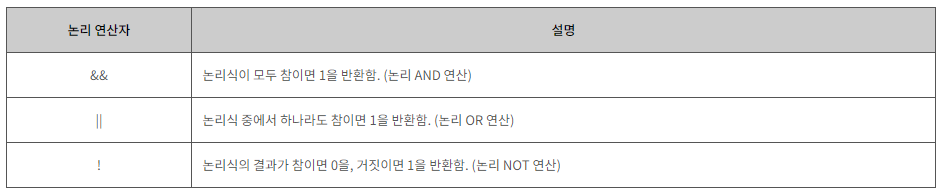 논리 연산자 설명
&& 논리식이 모두 참이면 1을 반환함. (논리 AND 연산)
|| 논리식 중에서 하나라도 참이면 1을 반환함. (논리 OR 연산)
! 논리식의 결과가 참이면 0을, 거짓이면 1을 반환함. (논리 NOT 연산)